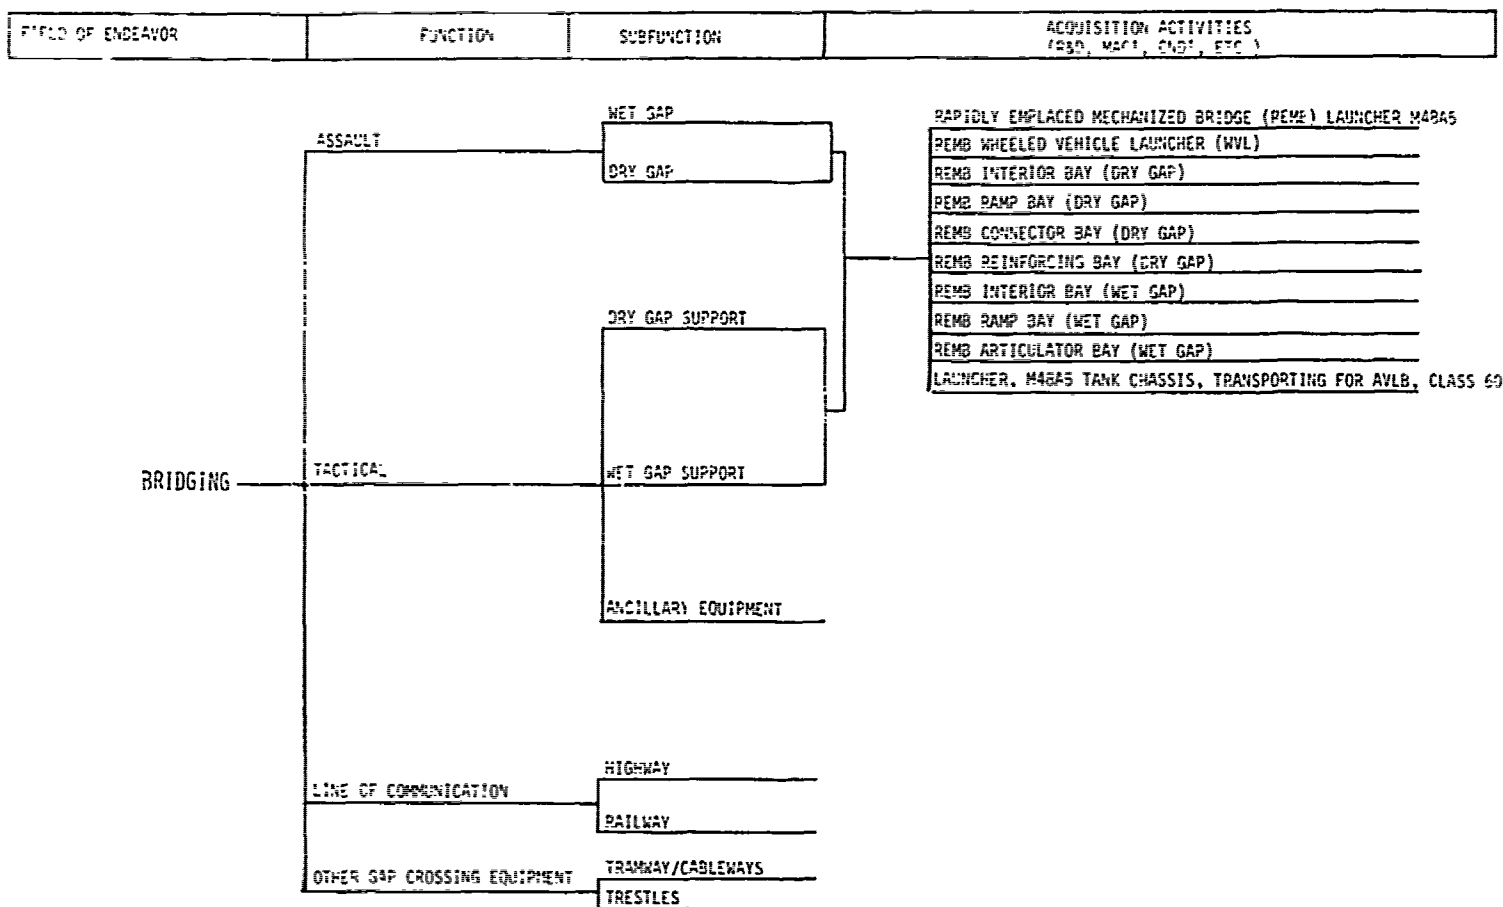 FIELD OF ENDEAVOR
FUNCTION
SUBFUNCTION
ACQUISITION ACTIVITIES
(R&D, MACI, CNDI, ETC.)
WET GAP
ASSAULT
DRY GAP
RAPIDLY EMPLACED MECHANIZED BRIDGE (REMB) LAUNCHER M48A5
REMB WHEELED VEHICLE LAUNCHER (WVL)
REMB INTERIOR BAY (DRY GAP)
REMB RAMP BAY (DRY GAP)
REMB CONNECTOR BAY (DRY GAP)
REMB REINFORCING BAY (DRY GAP)
REMB INTERIOR BAY (WET GAP)
REMB RAMP BAY (WET GAP)
REMB ARTICULATOR BAY (WET GAP)
LAUNCHER, M48A5 TANK CHASSIS, TRANSPORTING FOR AVLB, CLASS 60
DRY GAP SUPPORT
BRIDGING
TACTICAL
WET GAP SUPPORT
ANCILLARY EQUIPMENT
HIGHWAY
LINE OF COMMUNICATION
RAILWAY
OTHER GAP CROSSING EQUIPMENT
TRAMWAY/CABLEWAYS
TRESTLES